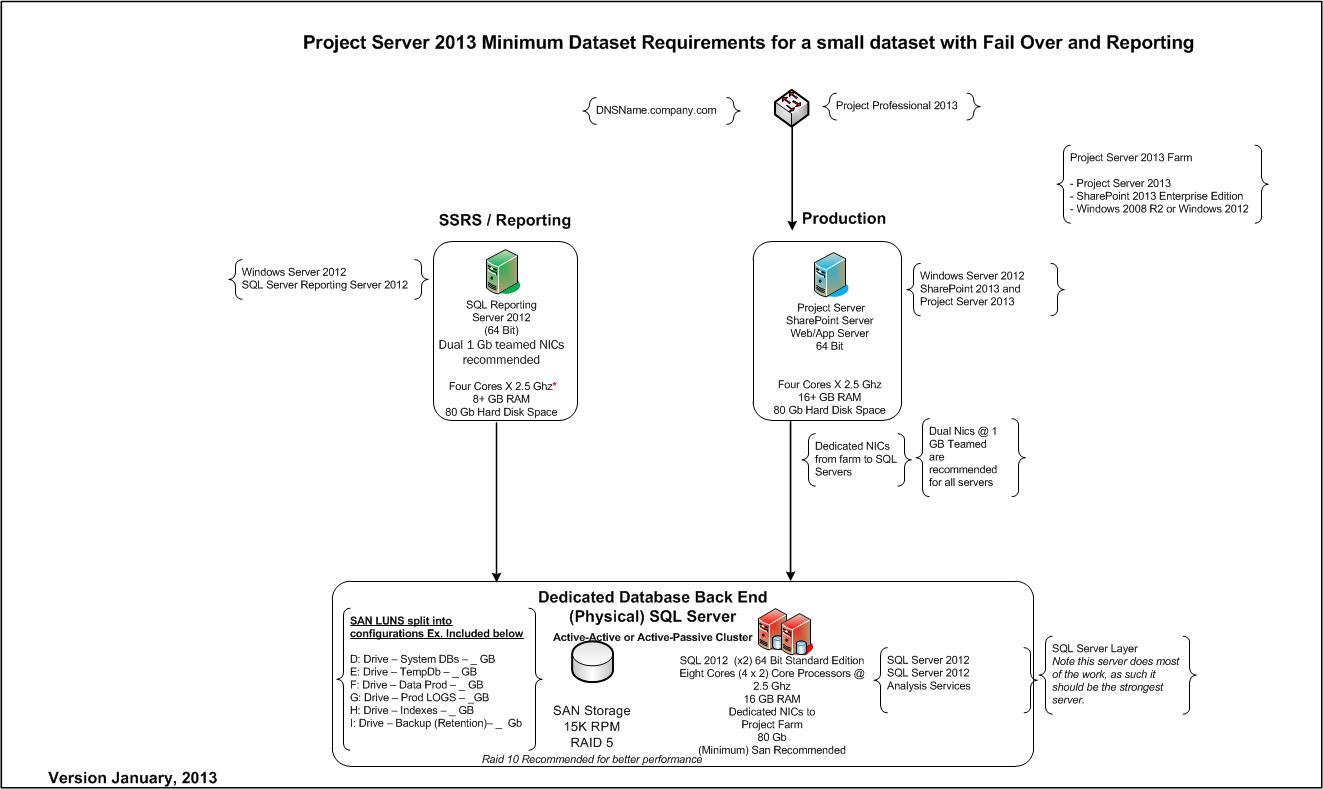 Project Server 2013 Minimum Dataset Requirements for a small dataset with Fail Over and Reporting
DNSName.company.com
Project Professional 2013
Project Server 2013 Farm
- Project Server 2013
- SharePoint 2013 Enterprise Edition
- Windows 2008 R2 or Windows 2012
SSRS / Reporting
Production
Windows Server 2012
SQL Server Reporting Server 2012
SQL Reporting
Server 2012
(64 Bit)
Dual 1 Gb teamed NICs
recommended
Four Cores X 2.5 Ghz*
8+ GB RAM
80 Gb Hard Disk Space
Project Server
SharePoint Server
Web/App Server
64 Bit
Four Cores X 2.5 Ghz
16+ GB RAM
80 Gb Hard Disk Space
Windows Server 2012
SharePoint 2013 and
Project Server 2013
Dedicated NICs
from farm to SQL
Servers
Dual Nics @ 1
GB Teamed
are
recommended
for all servers
Dedicated Database Back End
(Physical) SQL Server
Active-Active or Active-Passive Cluster
SAN LUNS split into
configurations Ex. Included below
D: Drive – System DBs – _ GB
E: Drive – TempDb – _ GB
F: Drive – Data Prod – _ GB
G: Drive – Prod LOGS – _GB
H: Drive – Indexes – _ GB
I: Drive – Backup (Retention)– _ Gb
SAN Storage
15K RPM
RAID 5
Raid 10 Recommended for better performance
SQL 2012 (x2) 64 Bit Standard Edition
Eight Cores (4 x 2) Core Processors @
2.5 Ghz
16 GB RAM
Dedicated NICs to
Project Farm
80 Gb
(Minimum) San Recommended
SQL Server 2012
SQL Server 2012
Analysis Services
SQL Server Layer
Note this server does most
of the work, as such it
should be the strongest
server.
Version January, 2013